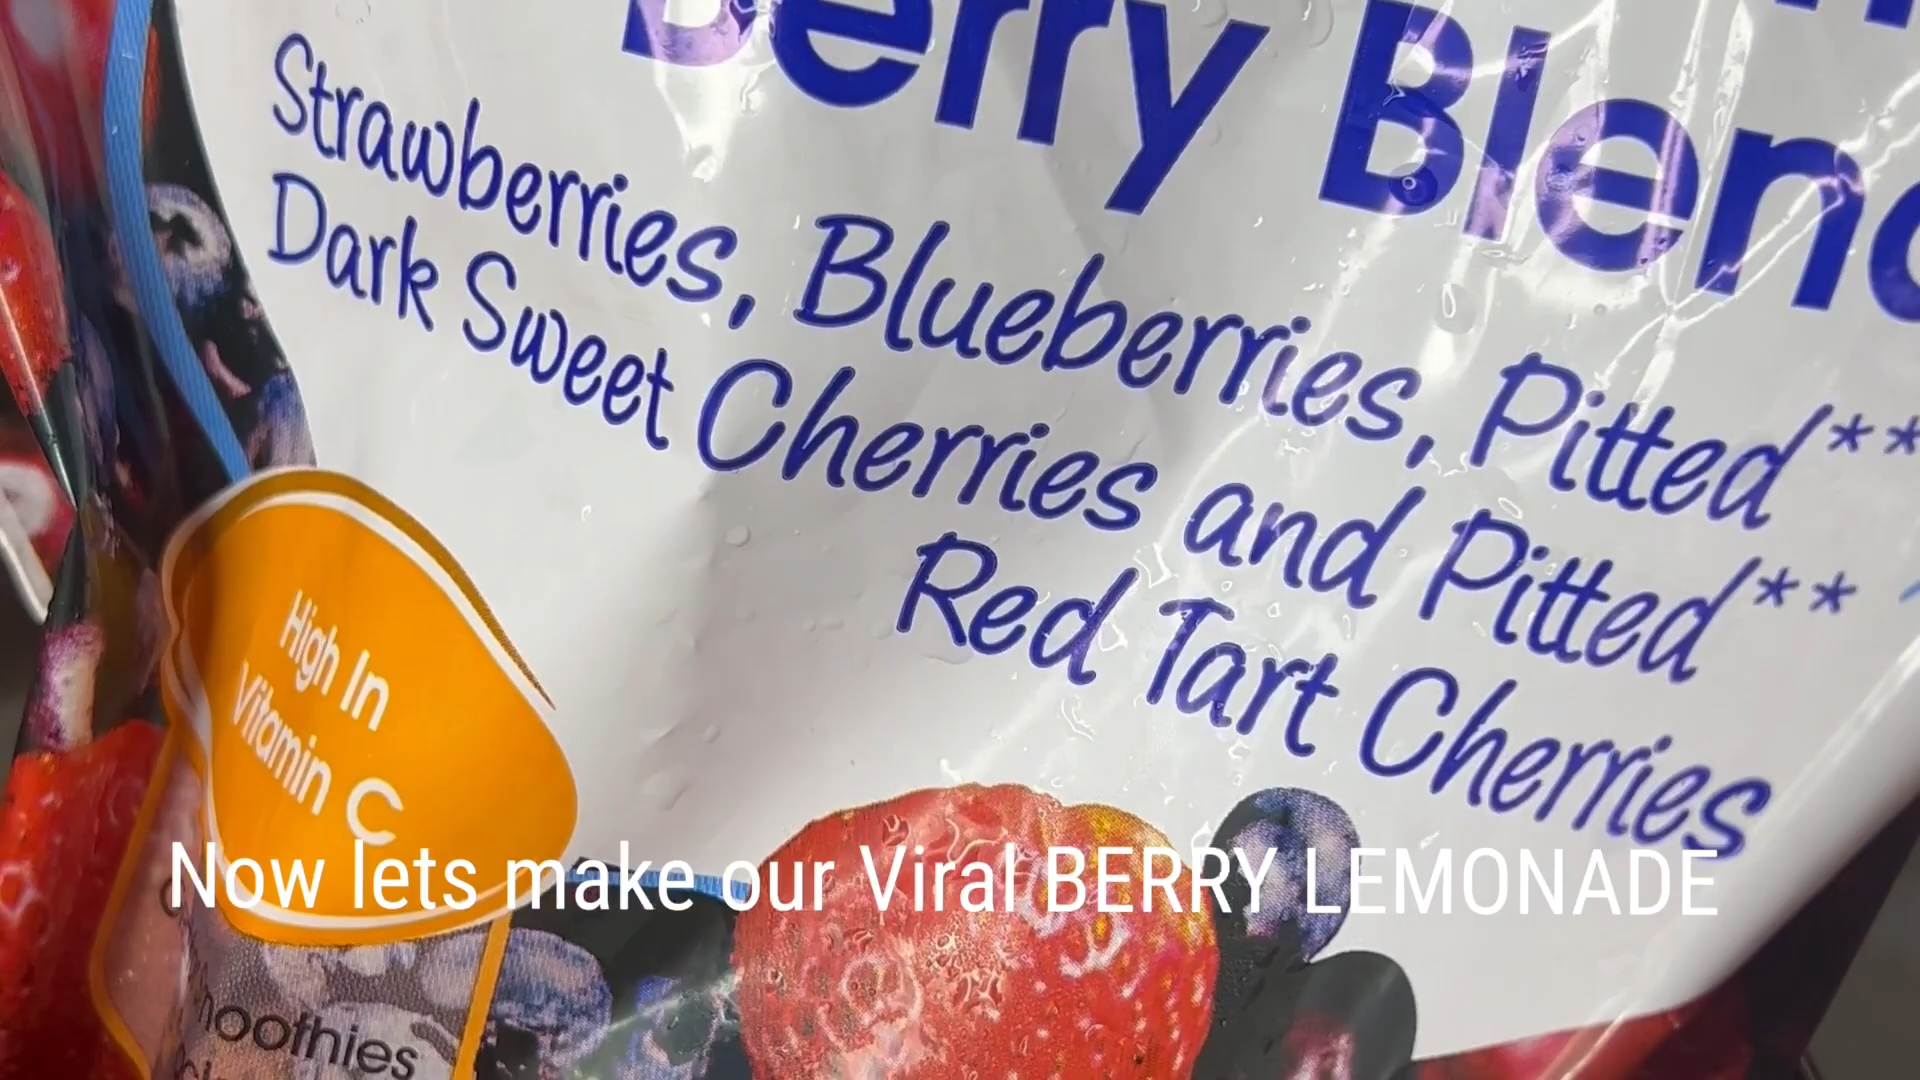 Berry Blend
Strawberries, Blueberries, Pitted**
Dark Sweet Cherries and Pitted**
Red Tart Cherries
High In
Vitamin C
Now lets make our Viral BERRY LEMONADE